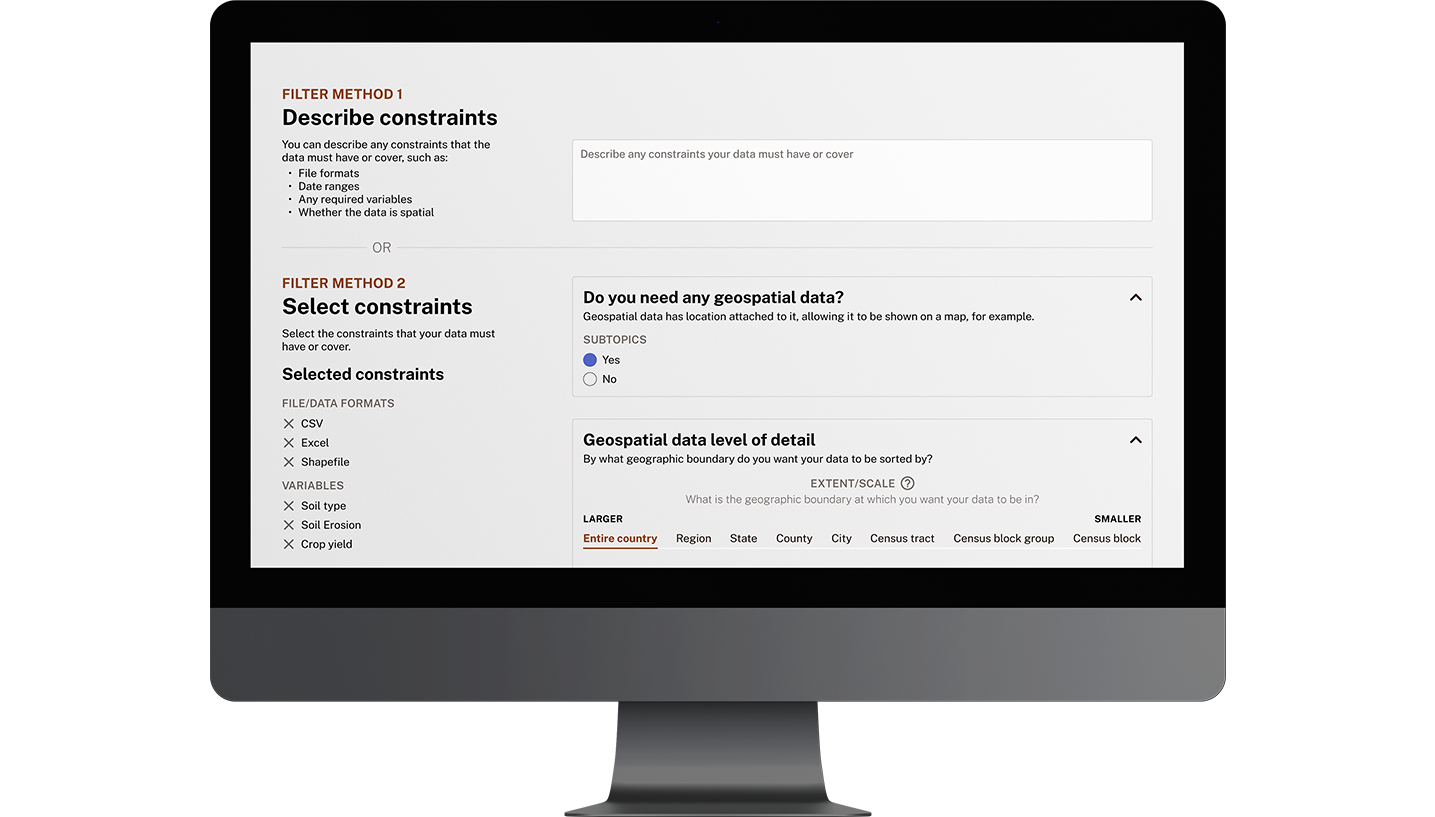 FILTER METHOD 1
Describe constraints
You can describe any constraints that the
data must have or cover, such as:
• File formats
• Date ranges
• Any required variables
• Whether the data is spatial
Describe any constraints your data must have or cover
OR
FILTER METHOD 2
Select constraints
Select the constraints that your data must
have or cover.
Selected constraints
FILE/DATA FORMATS
CSV
Excel
Shapefile
VARIABLES
Soil type
Soil Erosion
Crop yield
Do you need any geospatial data?
Geospatial data has location attached to it, allowing it to be shown on a map, for example.
SUBTOPICS
Yes
No
Geospatial data level of detail
By what geographic boundary do you want your data to be sorted by?
EXTENT/SCALE ?
What is the geographic boundary at which you want your data to be in?
LARGER SMALLER
Entire country Region State County City Census tract Census block group Census block